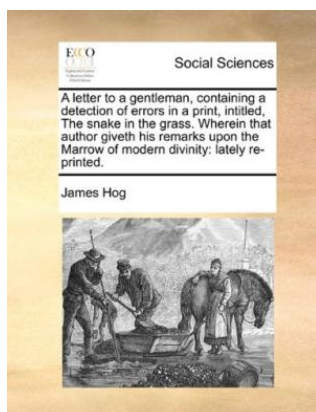 ECCO
Social Sciences
A letter to a gentleman, containing a
detection of errors in a print, intitled,
The snake in the grass. Wherein that
author giveth his remarks upon the
Marrow of modern divinity: lately re-
printed.
James Hog